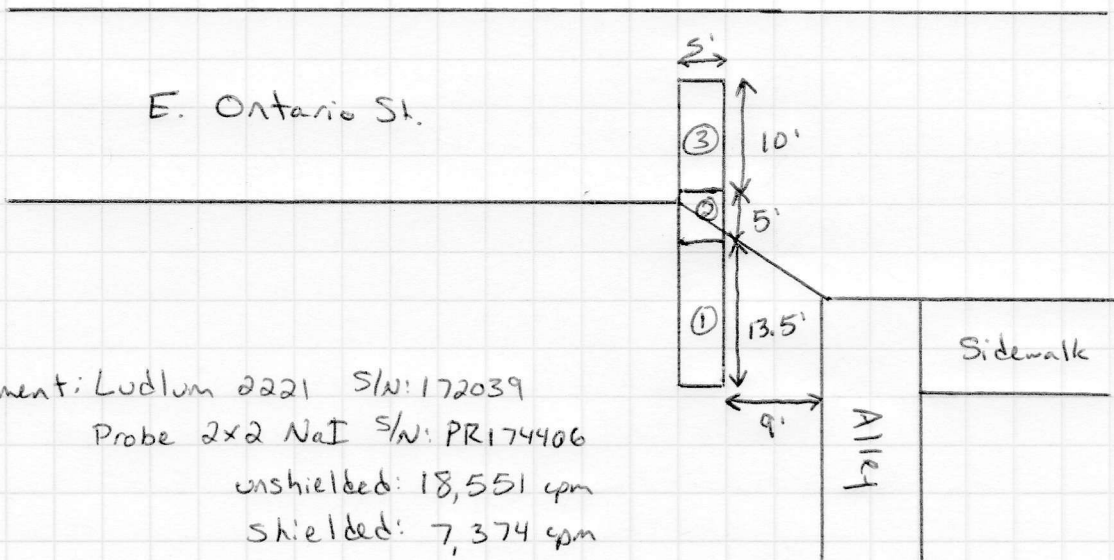 5'
E. Ontario St.
③
10'
②
5'
①
13.5'
Sidewalk
9'
Alley
ment: Ludlum 2221 S/N: 172039
Probe 2x2 NaI S/N: PR174406
unshielded: 18,551 cpm
shielded: 7,374 cpm